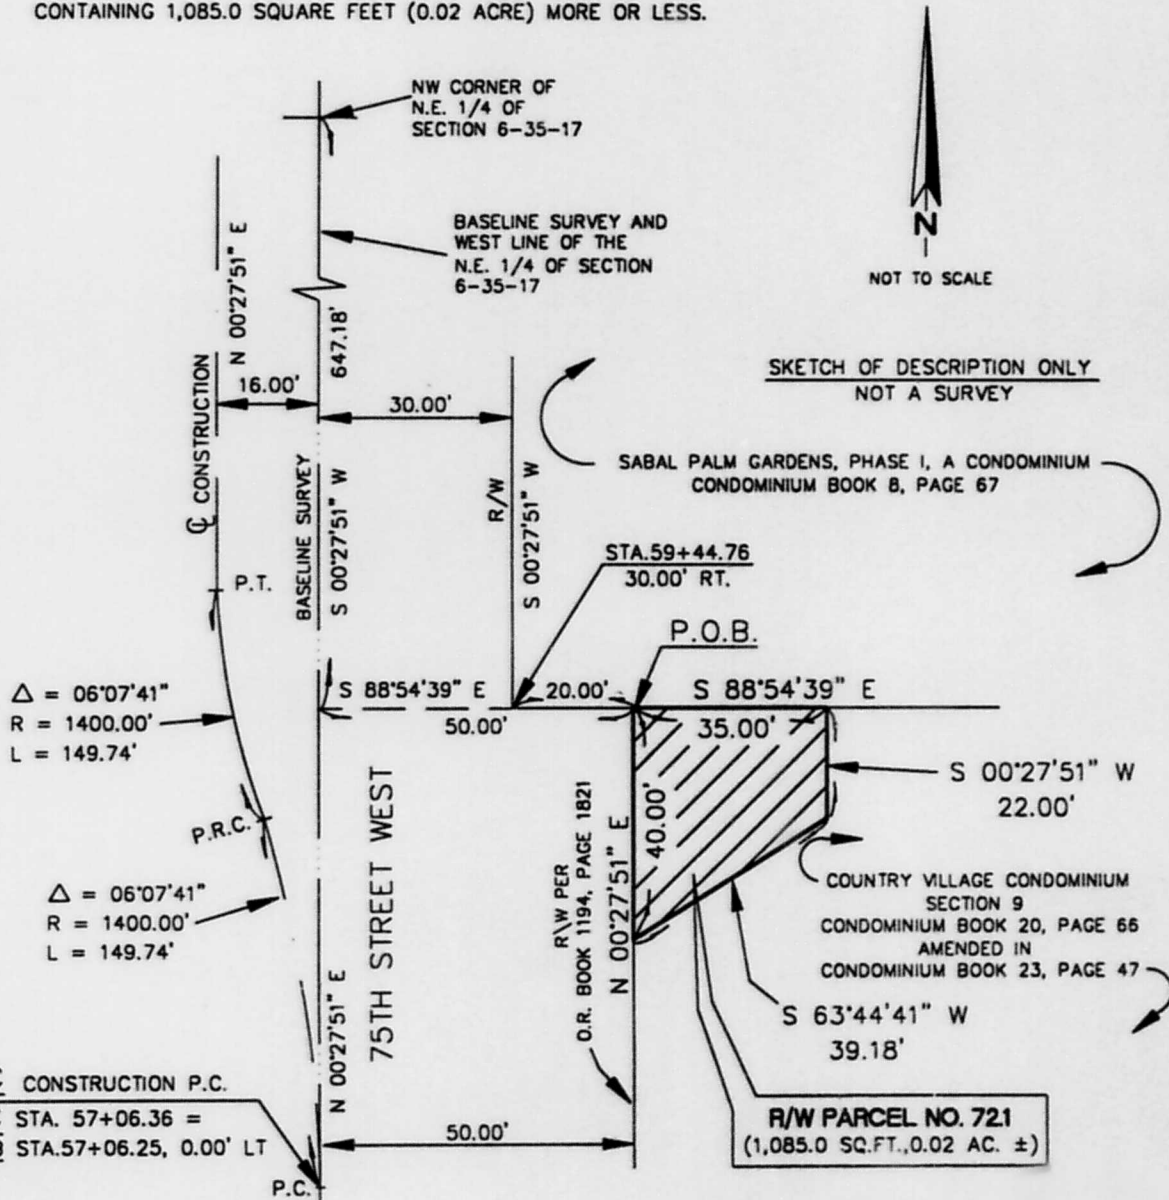 CONTAINING 1,085.0 SQUARE FEET (0.02 ACRE) MORE OR LESS.
NW CORNER OF
N.E. 1/4 OF
SECTION 6-35-17
BASELINE SURVEY AND
WEST LINE OF THE
N.E. 1/4 OF SECTION
6-35-17
N
NOT TO SCALE
N 00°27'51" E
647.18'
16.00'
30.00'
SKETCH OF DESCRIPTION ONLY
NOT A SURVEY
℄ CONSTRUCTION
BASELINE SURVEY
S 00°27'51" W
R/W
S 00°27'51" W
SABAL PALM GARDENS, PHASE I, A CONDOMINIUM
CONDOMINIUM BOOK 8, PAGE 67
STA.59+44.76
30.00' RT.
P.T.
P.O.B.
Δ = 06°07'41"
R = 1400.00'
L = 149.74'
S 88°54'39" E
20.00'
S 88°54'39" E
50.00'
35.00'
S 00°27'51" W
22.00'
P.R.C.
40.00'
Δ = 06°07'41"
R = 1400.00'
L = 149.74'
75TH STREET WEST
R\W PER
O.R. BOOK 1194, PAGE 1821
N 00°27'51" E
COUNTRY VILLAGE CONDOMINIUM
SECTION 9
CONDOMINIUM BOOK 20, PAGE 66
AMENDED IN
CONDOMINIUM BOOK 23, PAGE 47
S 63°44'41" W
39.18'
N 00°27'51" E
CONSTRUCTION P.C.
STA. 57+06.36 =
STA.57+06.25, 0.00' LT
50.00'
R/W PARCEL NO. 721
(1,085.0 SQ.FT.,0.02 AC. ±)
P.C.